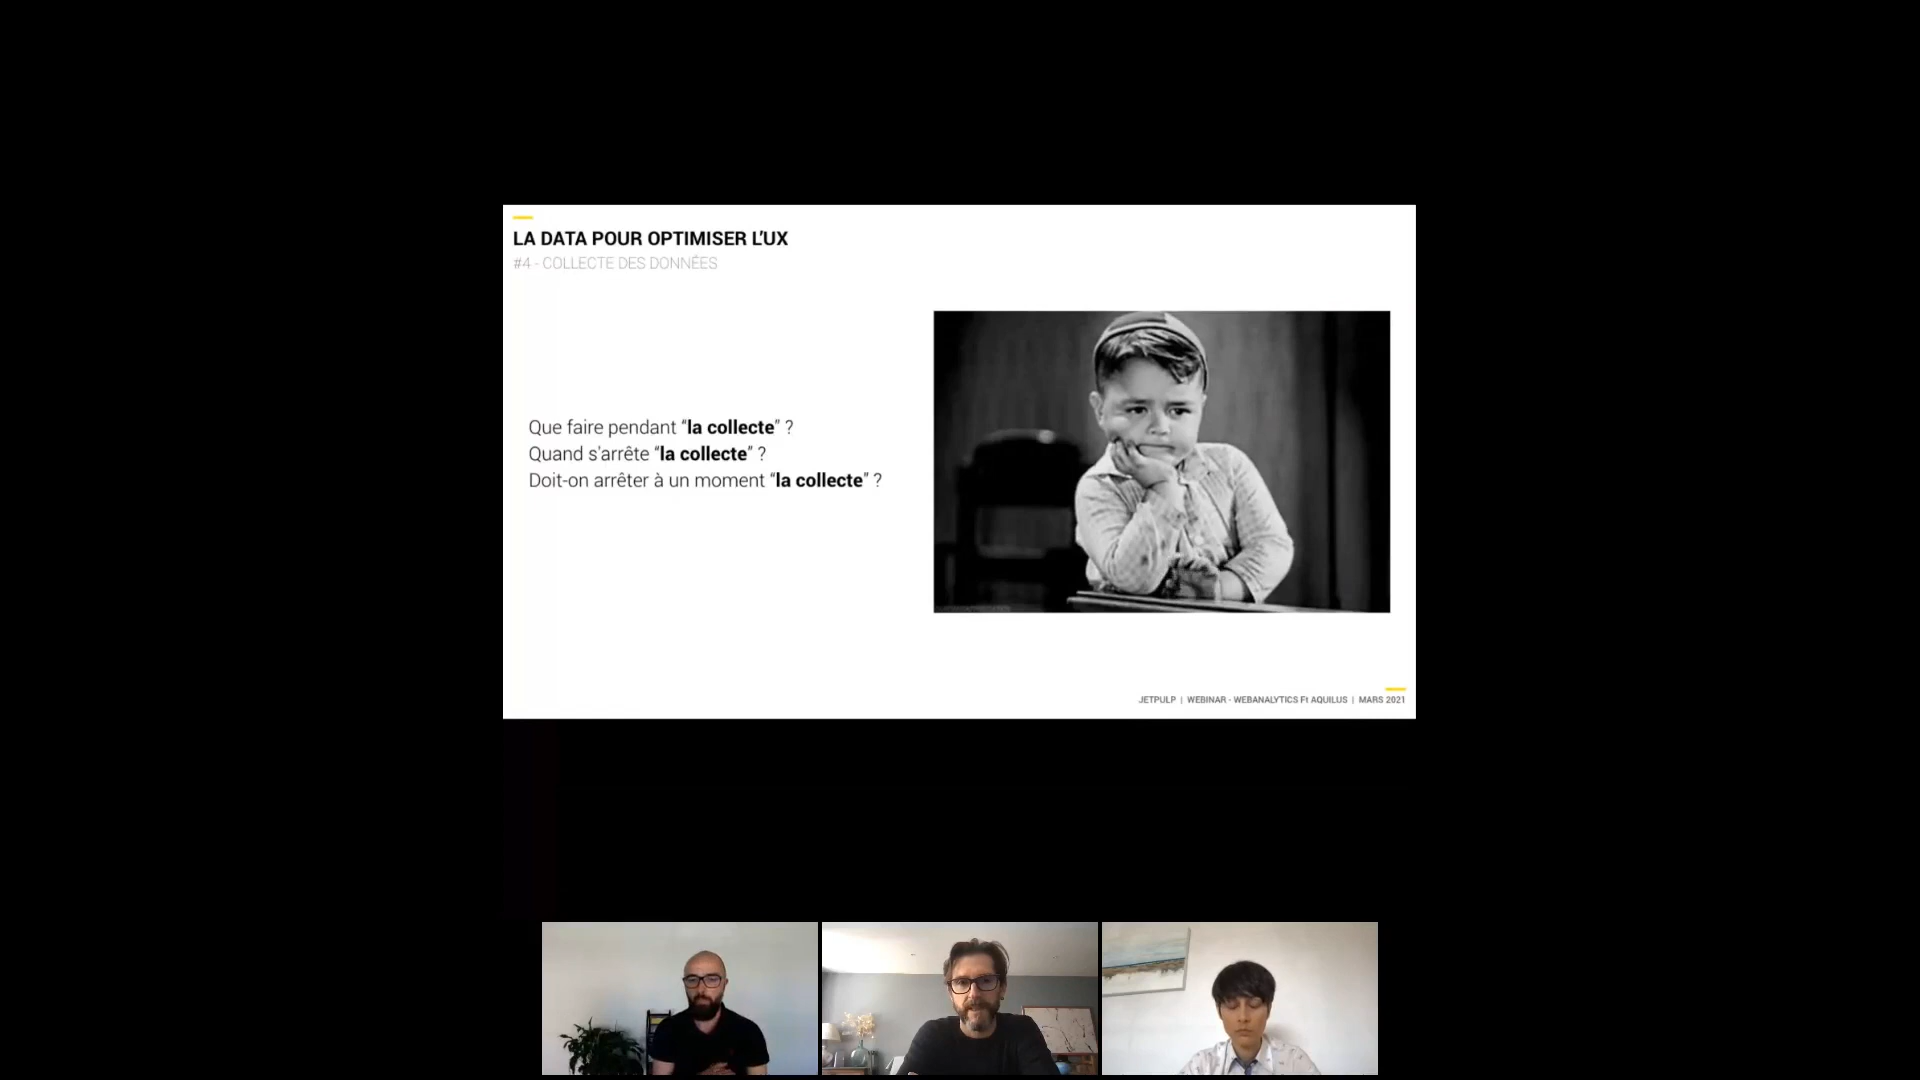 LA DATA POUR OPTIMISER L'UX
#4 - COLLECTE DES DONNÉES
Que faire pendant “la collecte” ?
Quand s'arrête “la collecte” ?
Doit-on arrêter à un moment “la collecte” ?
JETPULP | WEBINAR - WEBANALYTICS Ft AQUILUS | MARS 2021